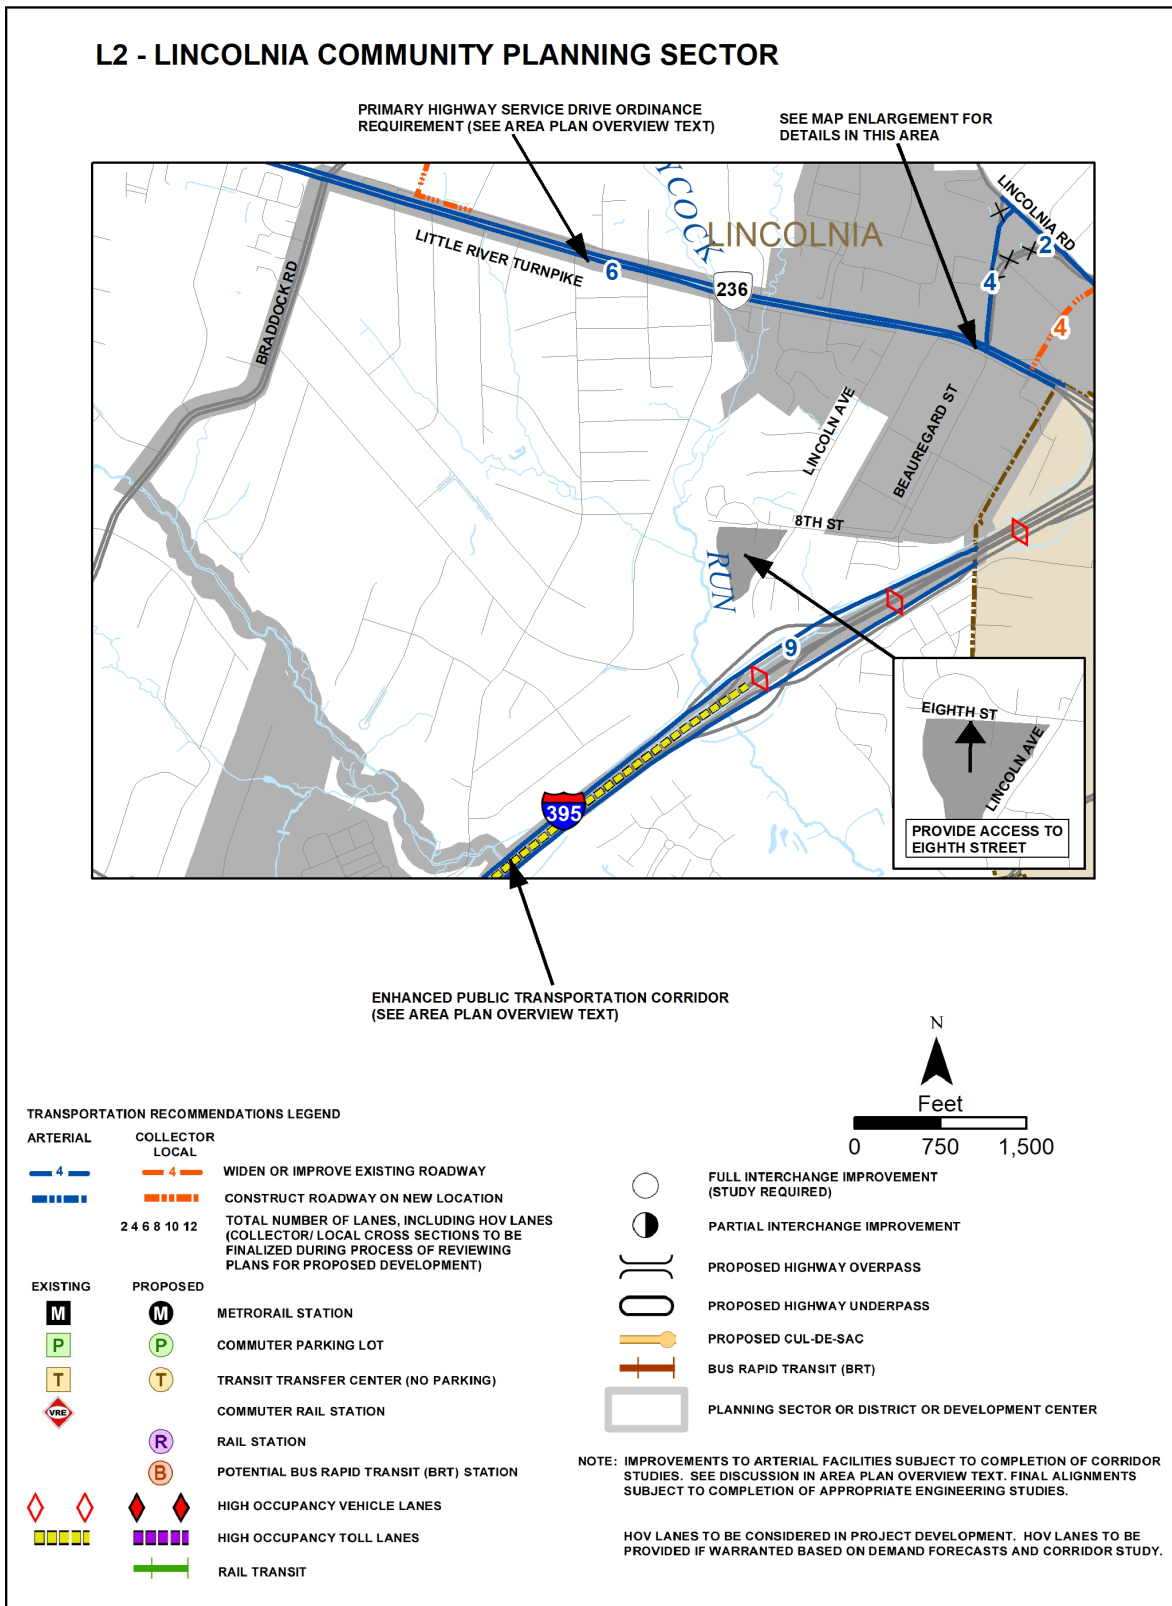 L2 - LINCOLNIA COMMUNITY PLANNING SECTOR
PRIMARY HIGHWAY SERVICE DRIVE ORDINANCE
REQUIREMENT (SEE AREA PLAN OVERVIEW TEXT)
SEE MAP ENLARGEMENT FOR
DETAILS IN THIS AREA
YCOCK
LINCOLNIA
LINCOLNIA RD
2
LITTLE RIVER TURNPIKE
6
236
4
4
BRADDOCK RD
LINCOLN AVE
BEAUREGARD ST
8TH ST
RUN
9
395
EIGHTH ST
LINCOLN AVE
PROVIDE ACCESS TO
EIGHTH STREET
ENHANCED PUBLIC TRANSPORTATION CORRIDOR
(SEE AREA PLAN OVERVIEW TEXT)
N
Feet
0 750 1,500
TRANSPORTATION RECOMMENDATIONS LEGEND
ARTERIAL
COLLECTOR
LOCAL
4 4 WIDEN OR IMPROVE EXISTING ROADWAY
CONSTRUCT ROADWAY ON NEW LOCATION
2 4 6 8 10 12 TOTAL NUMBER OF LANES, INCLUDING HOV LANES
(COLLECTOR/ LOCAL CROSS SECTIONS TO BE
FINALIZED DURING PROCESS OF REVIEWING
PLANS FOR PROPOSED DEVELOPMENT)
EXISTING PROPOSED
M M METRORAIL STATION
P P COMMUTER PARKING LOT
T T TRANSIT TRANSFER CENTER (NO PARKING)
VRE COMMUTER RAIL STATION
R RAIL STATION
B POTENTIAL BUS RAPID TRANSIT (BRT) STATION
HIGH OCCUPANCY VEHICLE LANES
HIGH OCCUPANCY TOLL LANES
RAIL TRANSIT
FULL INTERCHANGE IMPROVEMENT
(STUDY REQUIRED)
PARTIAL INTERCHANGE IMPROVEMENT
PROPOSED HIGHWAY OVERPASS
PROPOSED HIGHWAY UNDERPASS
PROPOSED CUL-DE-SAC
BUS RAPID TRANSIT (BRT)
PLANNING SECTOR OR DISTRICT OR DEVELOPMENT CENTER
NOTE: IMPROVEMENTS TO ARTERIAL FACILITIES SUBJECT TO COMPLETION OF CORRIDOR
STUDIES. SEE DISCUSSION IN AREA PLAN OVERVIEW TEXT. FINAL ALIGNMENTS
SUBJECT TO COMPLETION OF APPROPRIATE ENGINEERING STUDIES.
HOV LANES TO BE CONSIDERED IN PROJECT DEVELOPMENT. HOV LANES TO BE
PROVIDED IF WARRANTED BASED ON DEMAND FORECASTS AND CORRIDOR STUDY.